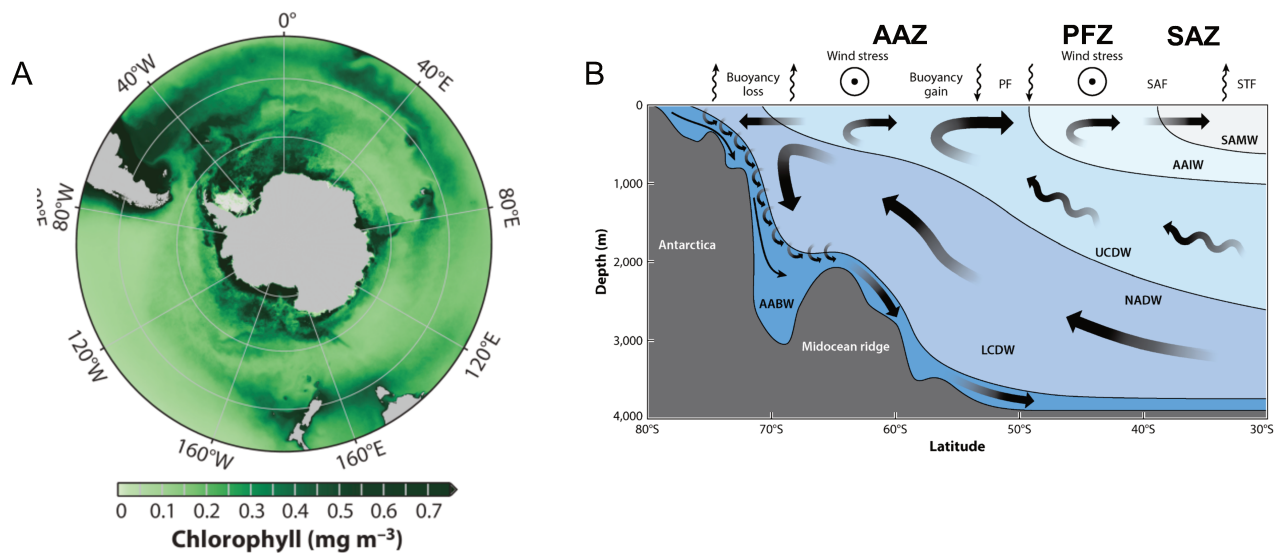 A
0°
40°W
40°E
80°W
80°E
120°W
120°E
160°W
160°E
0 0.1 0.2 0.3 0.4 0.5 0.6 0.7
Chlorophyll (mg m⁻³)
B
AAZ PFZ SAZ
Wind stress Wind stress
Buoyancy
loss
Buoyancy
gain
PF
SAF
STF
0
1,000
2,000
3,000
4,000
Depth (m)
SAMW
AAIW
Antarctica
UCDW
AABW
NADW
Midocean ridge
LCDW
80°S 70°S 60°S 50°S 40°S 30°S
Latitude